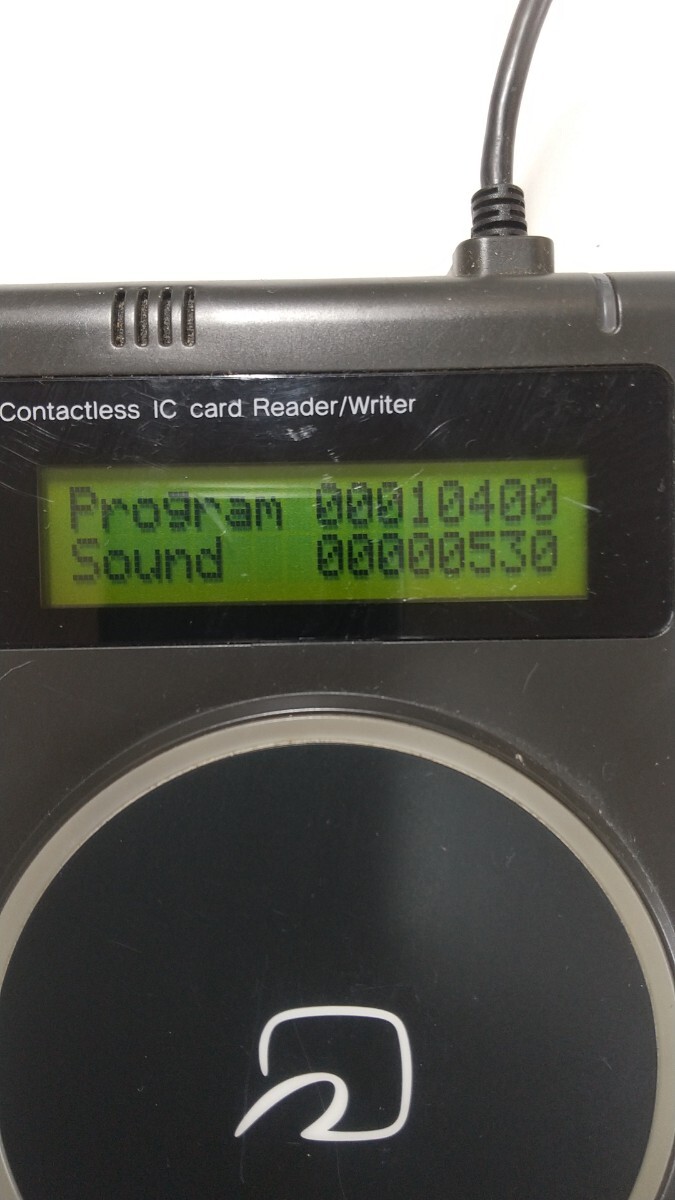 Contactless IC card Reader/Writer
Program 00010400
Sound 00000530